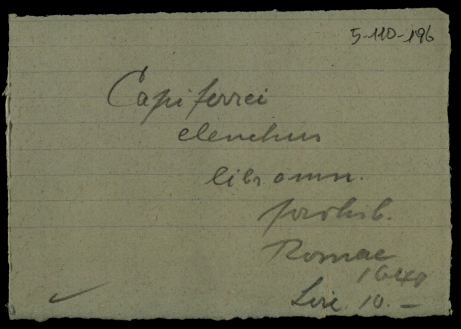 5-110-196
Capiferrei
elenchus
libr omn.
prohib.
Romae
1640
Lire 10.—